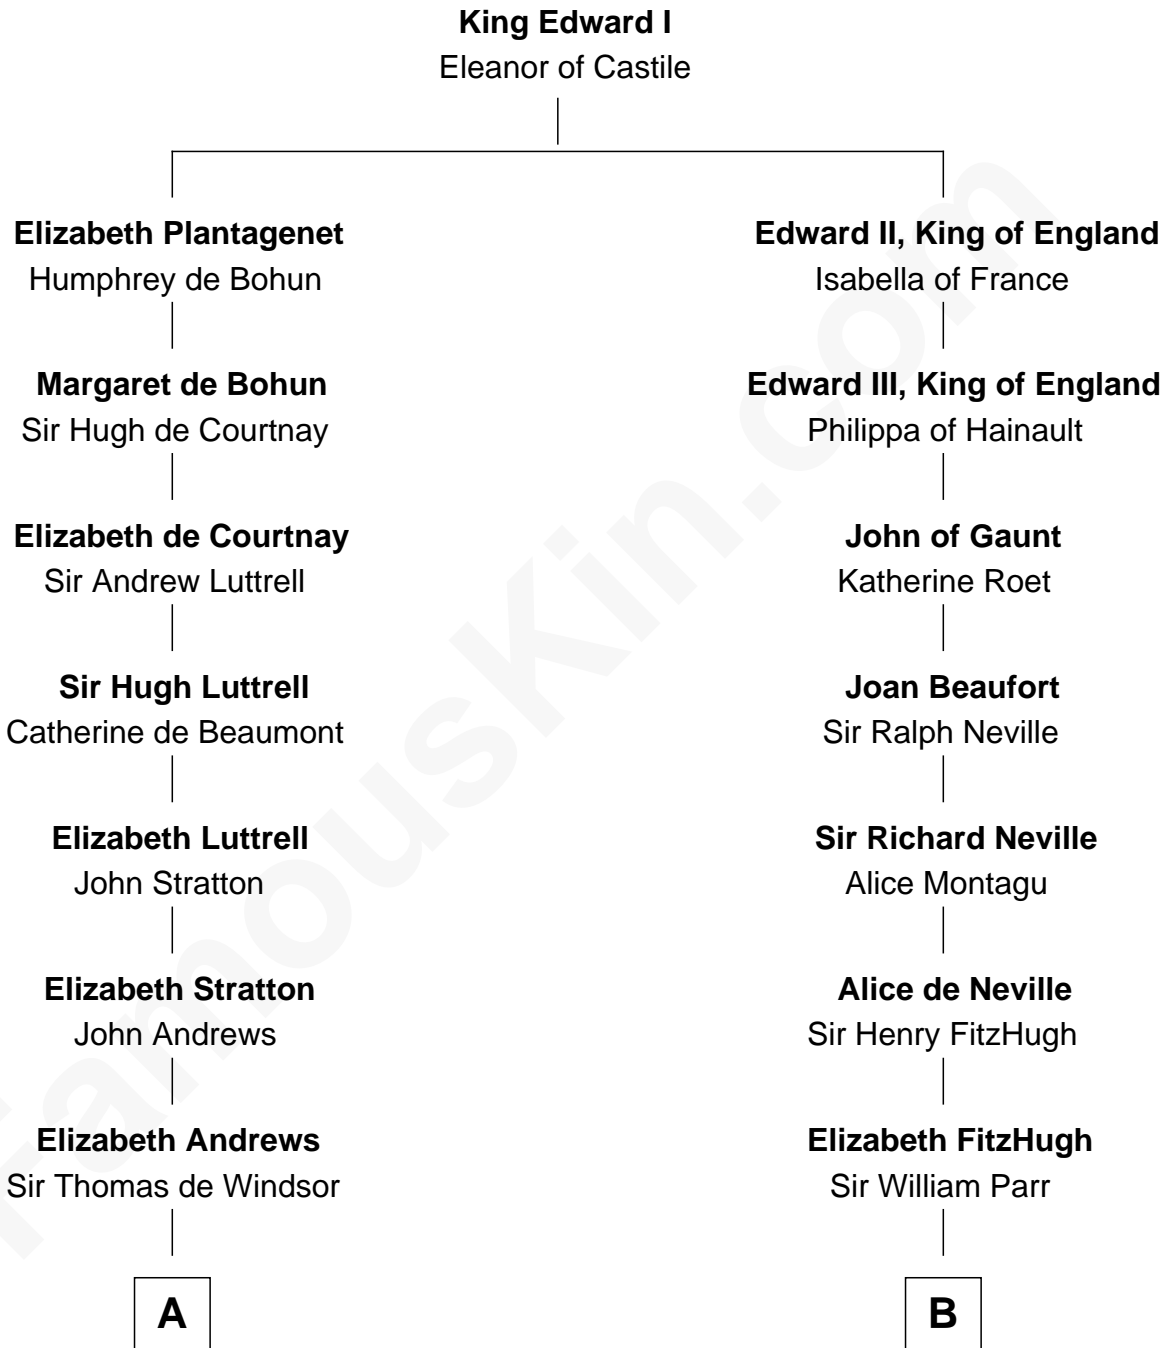 King Edward I
Eleanor of Castile
Elizabeth Plantagenet
Humphrey de Bohun
Edward II, King of England
Isabella of France
Margaret de Bohun
Sir Hugh de Courtnay
Edward III, King of England
Philippa of Hainault
Elizabeth de Courtnay
Sir Andrew Luttrell
John of Gaunt
Katherine Roet
Sir Hugh Luttrell
Catherine de Beaumont
Joan Beaufort
Sir Ralph Neville
Elizabeth Luttrell
John Stratton
Sir Richard Neville
Alice Montagu
Elizabeth Stratton
John Andrews
Alice de Neville
Sir Henry FitzHugh
Elizabeth Andrews
Sir Thomas de Windsor
Elizabeth FitzHugh
Sir William Parr
A
B
FamousKin.com